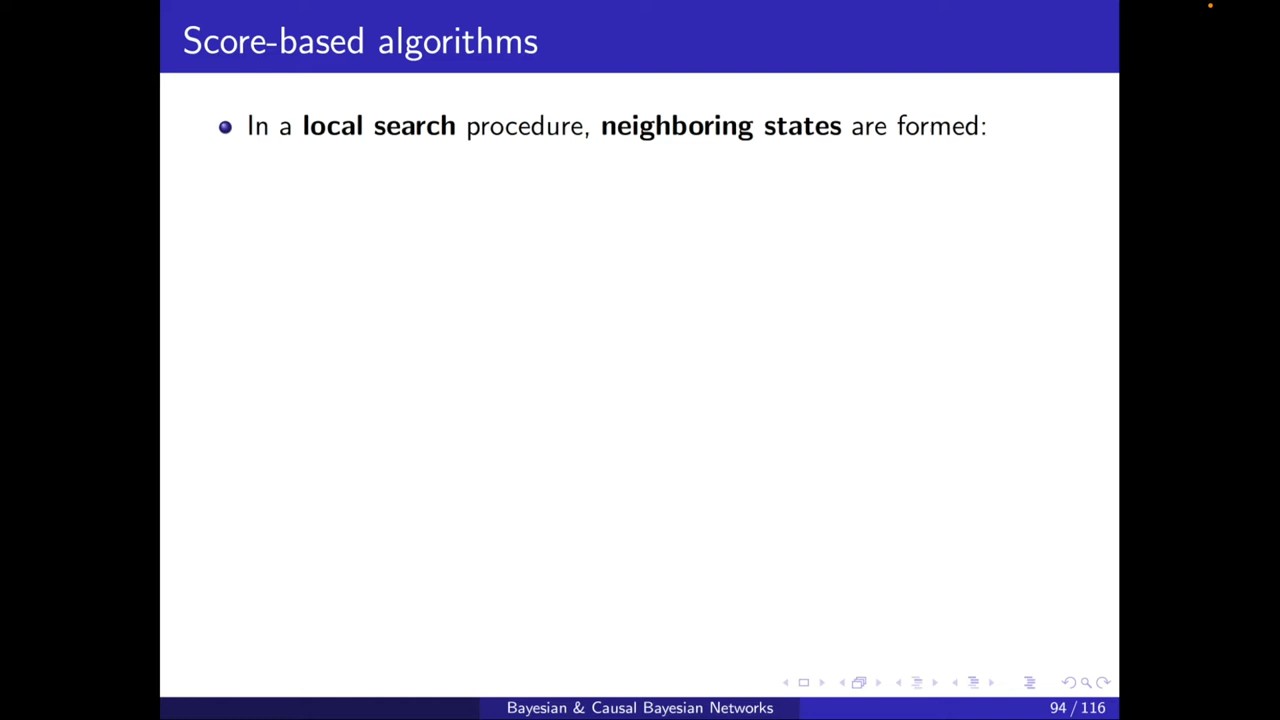 Score-based algorithms
In a local search procedure, neighboring states are formed:
Bayesian & Causal Bayesian Networks
94 / 116